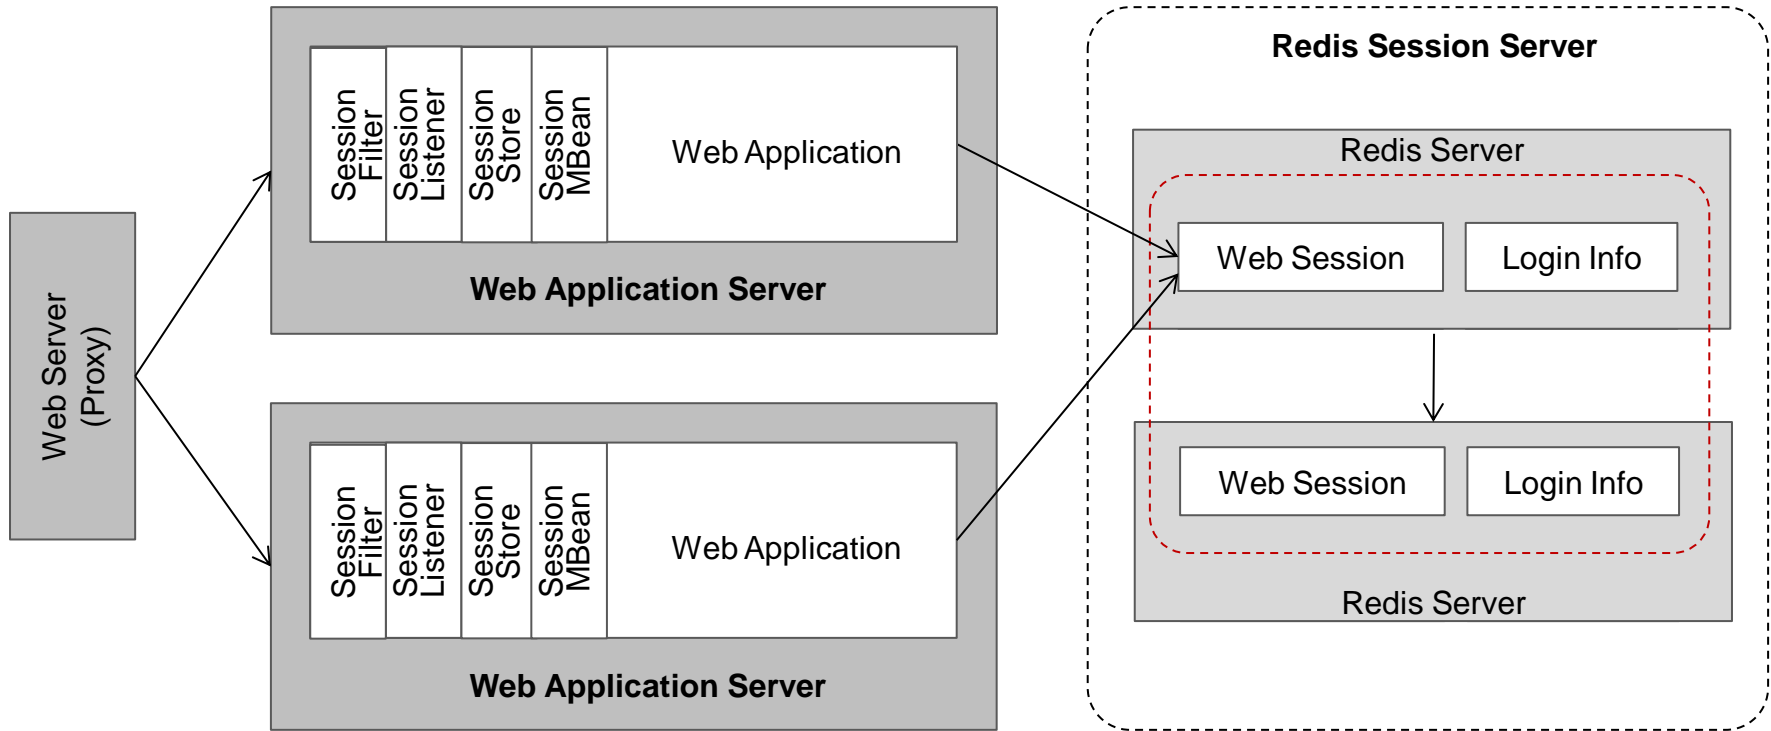 Web Server
(Proxy)
Session
Filter
Session
Listener
Session
Store
Session
MBean
Web Application
Web Application Server
Session
Filter
Session
Listener
Session
Store
Session
MBean
Web Application
Web Application Server
Redis Session Server
Redis Server
Web Session
Login Info
Web Session
Login Info
Redis Server